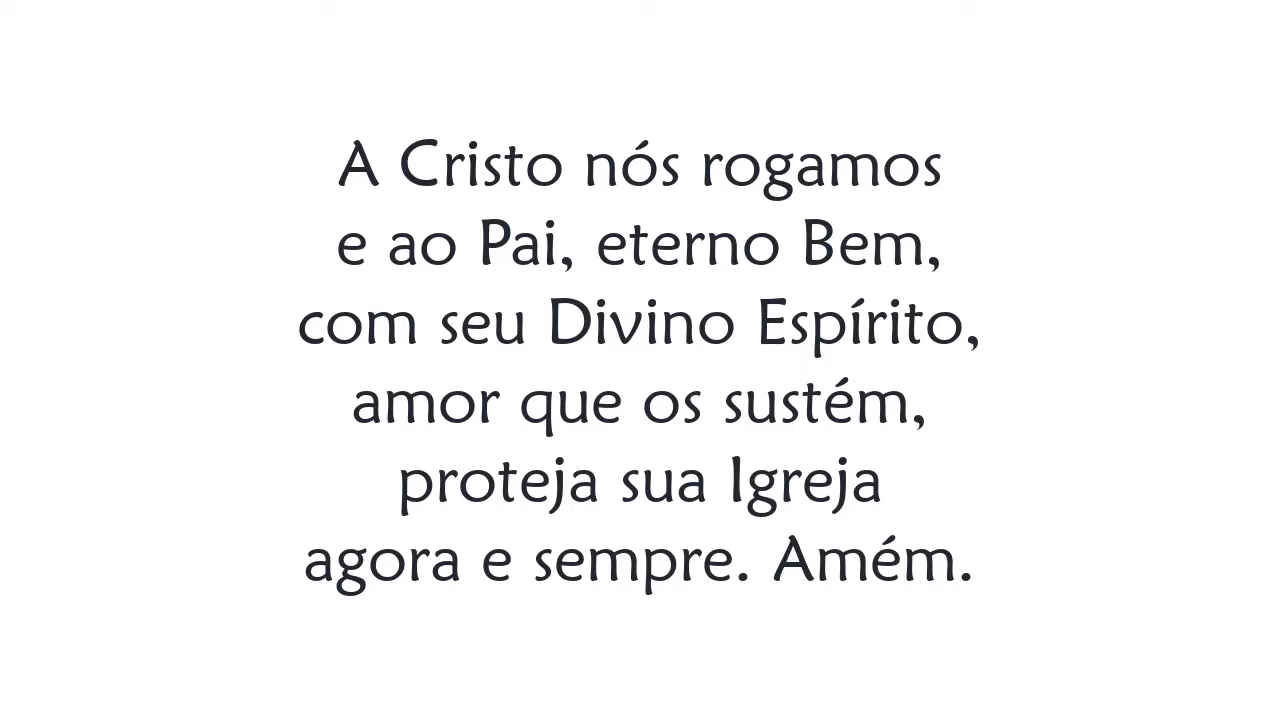 A Cristo nós rogamos
e ao Pai, eterno Bem,
com seu Divino Espírito,
amor que os sustém,
proteja sua Igreja
agora e sempre. Amém.